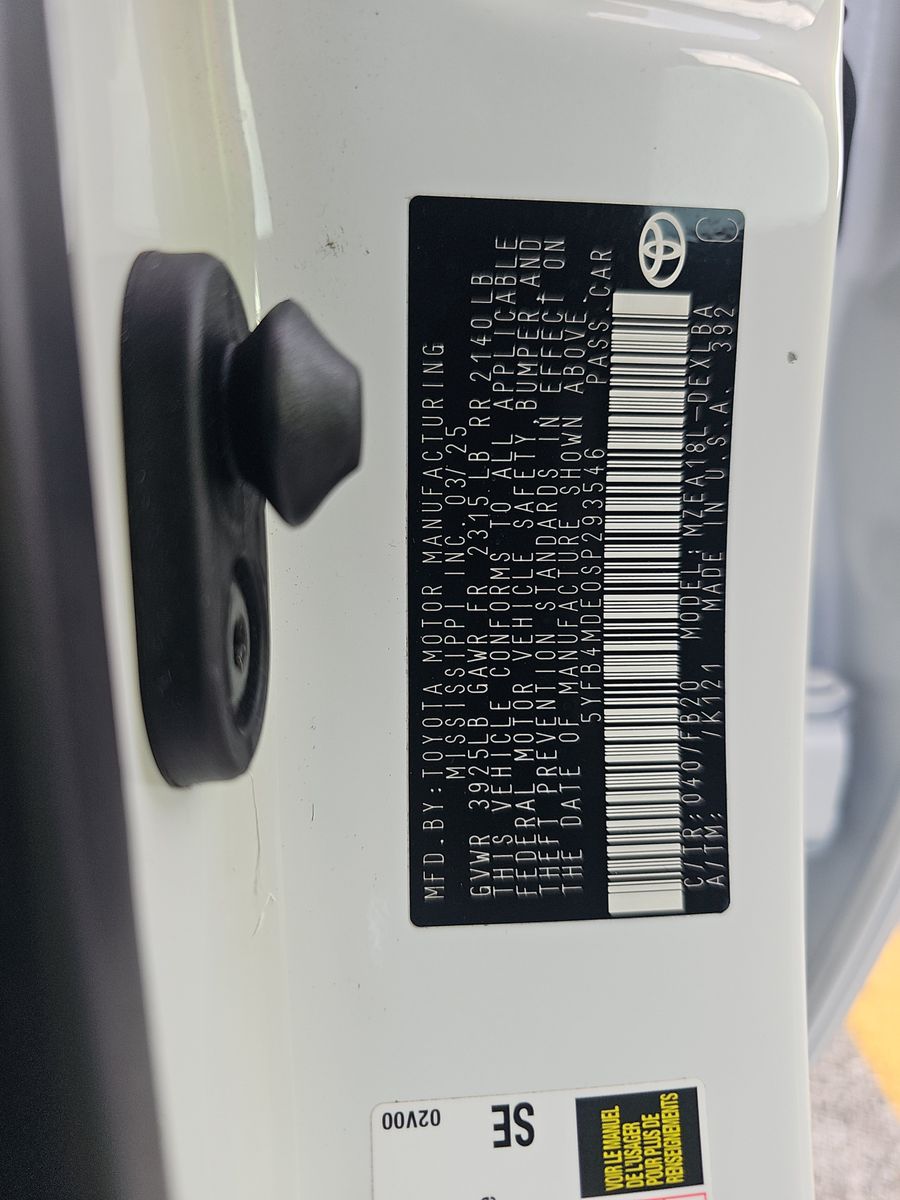 MFD.BY:TOYOTA MOTOR MANUFACTURING
MISSISSIPPI INC. 03/25
GVWR 3925LB GAWR FR 2315 LB RR 2140LB
THIS VEHICLE CONFORMS TO ALL APPLICABLE
FEDERAL MOTOR VEHICLE SAFETY, BUMPER, AND
THEFT PREVENTION STANDARDS IN EFFECT ON
THE DATE OF MANUFACTURE SHOWN ABOVE.
5YFB4MDE0SP293546 PASS.CAR
C/TR:040/FB20 MODEL:MZEA18L-DEXLBA
A/TM: /K121 MADE IN U.S.A. 392
C
02V00
SE
VOIR LE MANUEL
DE L'USAGER
POUR PLUS DE
RENSEIGNEMENTS